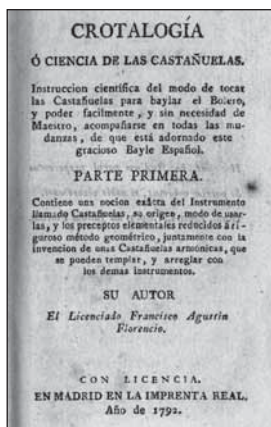 CROTALOGÍA
Ó CIENCIA DE LAS CASTAÑUELAS.
Instruccion científica del modo de tocar
las Castañuelas para baylar el Bolero,
y poder facilmente, y sin necesidad de
Maestro, acompañarse en todas las mu-
danzas, de que está adornado este
gracioso Bayle Español.
PARTE PRIMERA.
Contiene una nocion exâcta del Instrumento
llamado Castañuelas, su origen, modo de usar-
las, y los preceptos elementales reducidos á ri-
guroso método geométrico, juntamente con la
invencion de unas Castañuelas armónicas, que
se pueden templar, y arreglar con
los demas Instrumentos.
SU AUTOR
El Licenciado Francisco Agustin
Florencio.
CON LICENCIA.
EN MADRID EN LA IMPRENTA REAL.
Año de 1792.